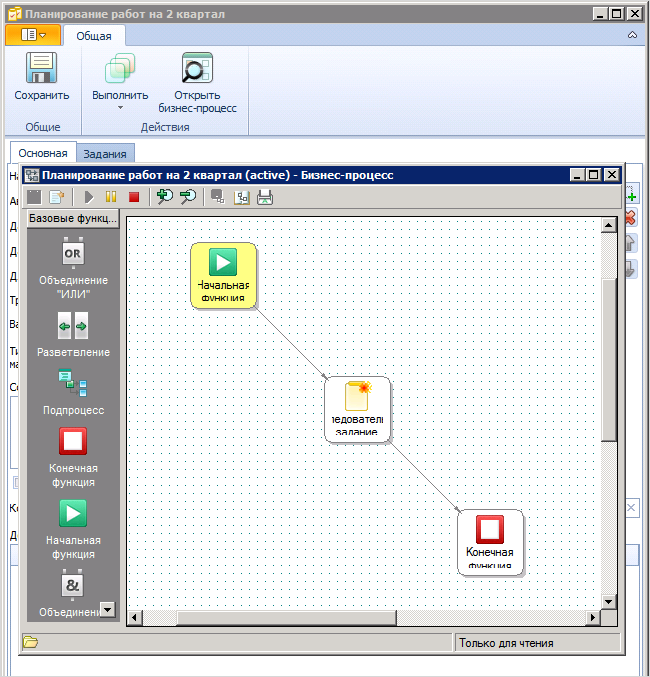 Планирование работ на 2 квартал
Общая
Сохранить
Выполнить
Открыть
бизнес-процесс
Общие
Действия
Основная
Задания
Планирование работ на 2 квартал (active) - Бизнес-процесс
Базовые функц...
OR
Объединение
"ИЛИ"
Разветвление
Подпроцесс
Конечная
функция
Начальная
функция
&
Объединени
Начальная
функция
ледователь
задание
Конечная
функция
Только для чтения